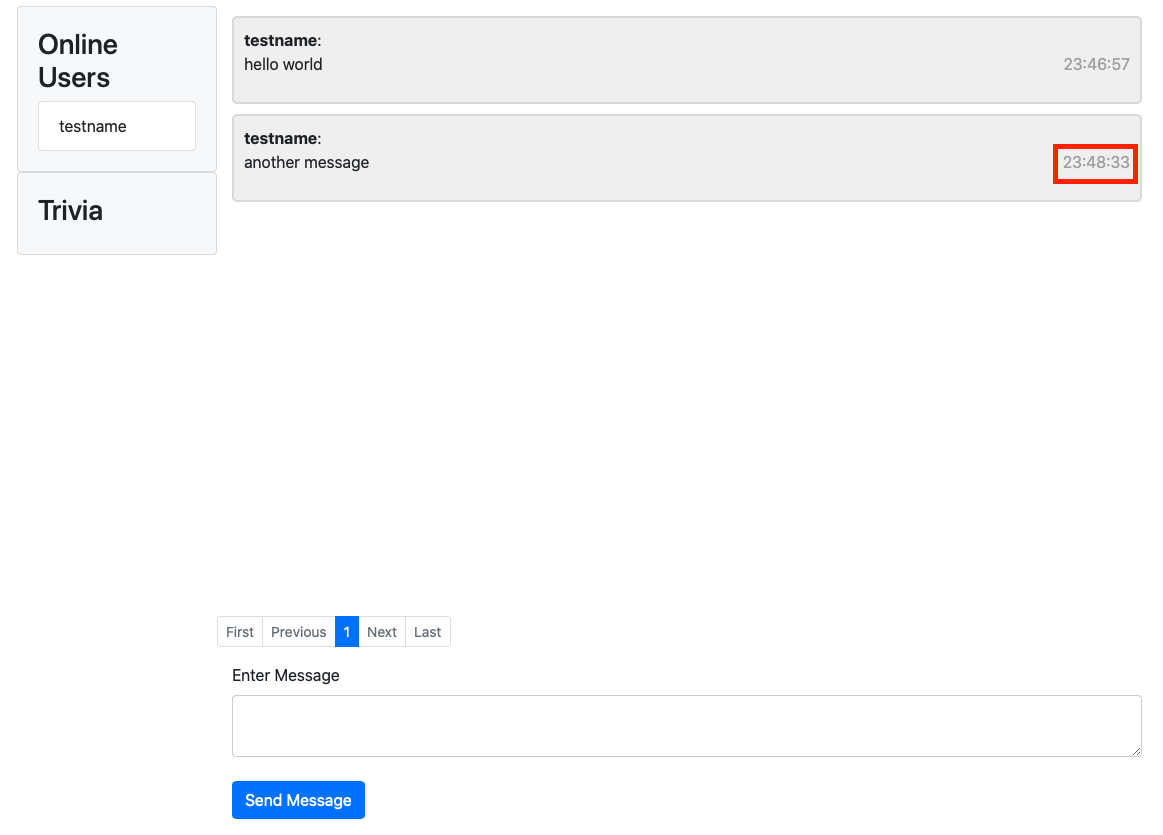 Online
Users
testname
Trivia
testname:
hello world
23:46:57
testname:
another message
23:48:33
First Previous 1 Next Last
Enter Message
Send Message